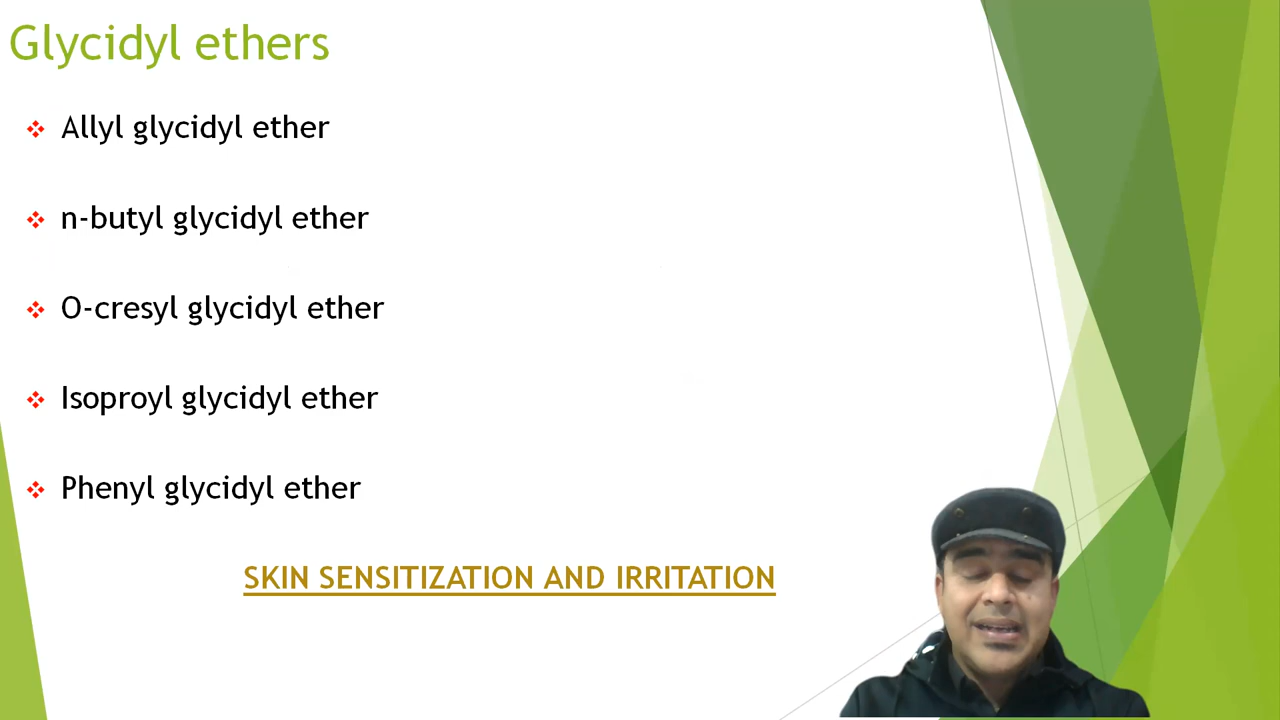 Glycidyl ethers
Allyl glycidyl ether
n-butyl glycidyl ether
O-cresyl glycidyl ether
Isoproyl glycidyl ether
Phenyl glycidyl ether
SKIN SENSITIZATION AND IRRITATION